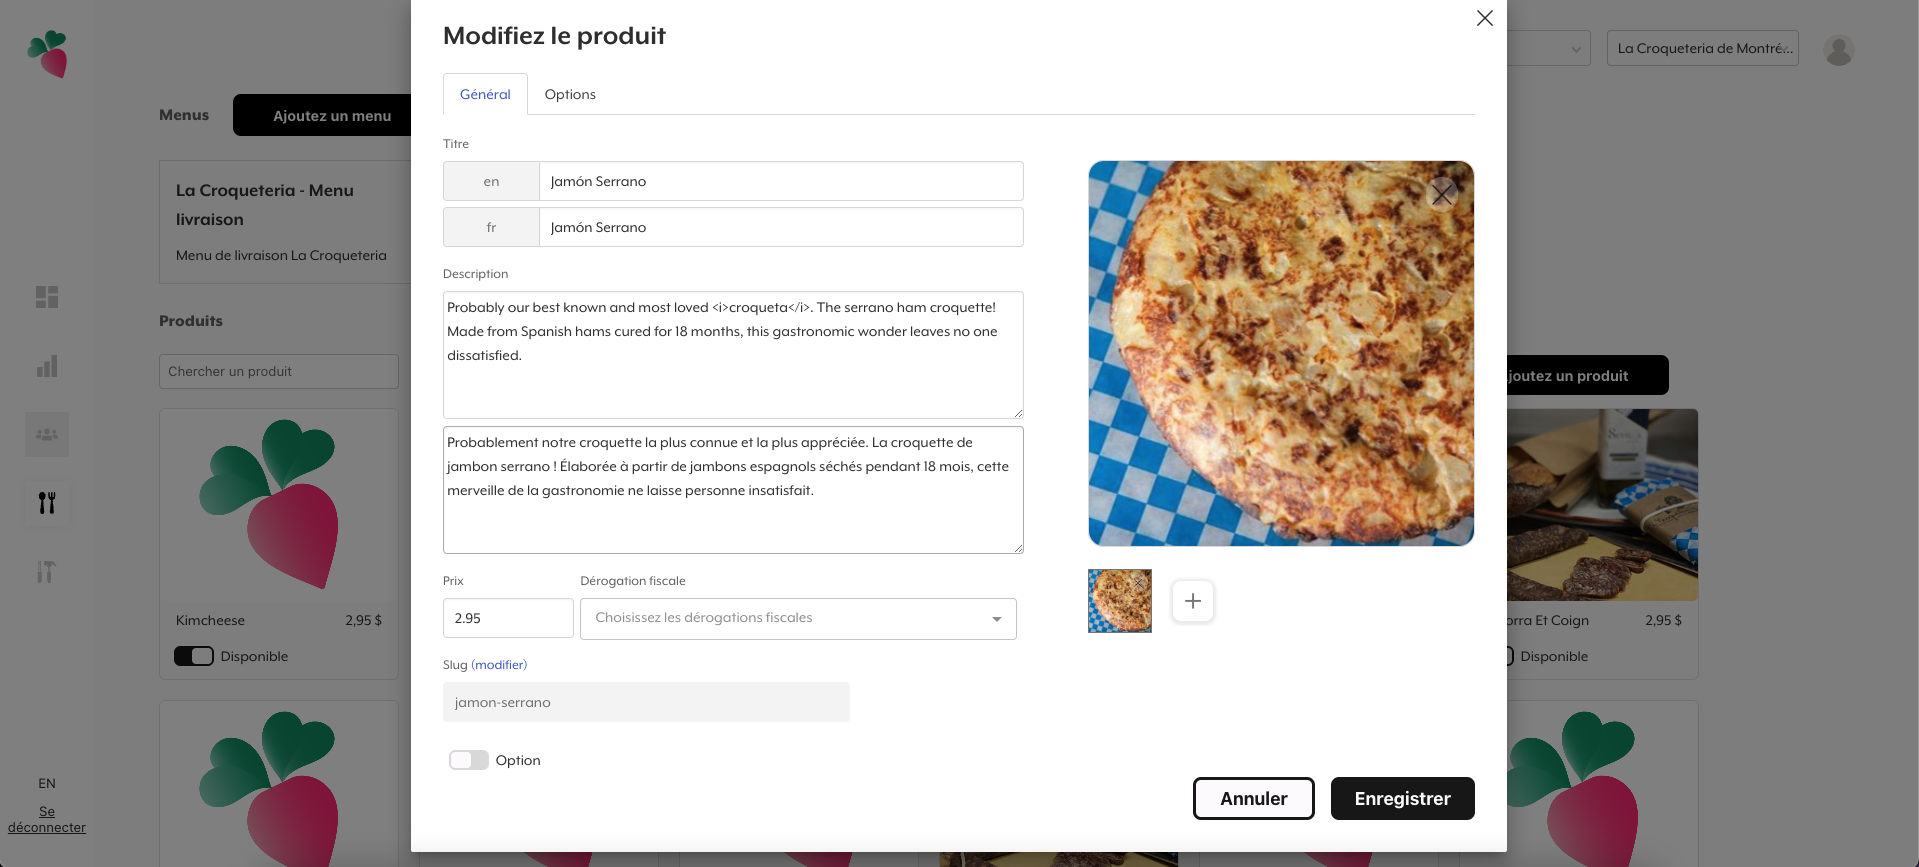 Modifiez le produit
La Croqueteria de Montré...
Général
Options
Menus
Ajoutez un menu
Titre
en
Jamón Serrano
fr
Jamón Serrano
La Croqueteria - Menu
livraison
Menu de livraison La Croqueteria
Description
Probably our best known and most loved <i>croqueta</i>. The serrano ham croquette!
Made from Spanish hams cured for 18 months, this gastronomic wonder leaves no one
dissatisfied.
Produits
Chercher un produit
joutez un produit
Probablement notre croquette la plus connue et la plus appréciée. La croquette de
jambon serrano ! Élaborée à partir de jambons espagnols séchés pendant 18 mois, cette
merveille de la gastronomie ne laisse personne insatisfait.
Prix
Dérogation fiscale
2.95
Choisissez les dérogations fiscales
Kimcheese
2,95 $
Disponible
orra Et Coign
2,95 $
Disponible
Slug (modifier)
jamon-serrano
Option
Annuler
Enregistrer
EN
Se
déconnecter